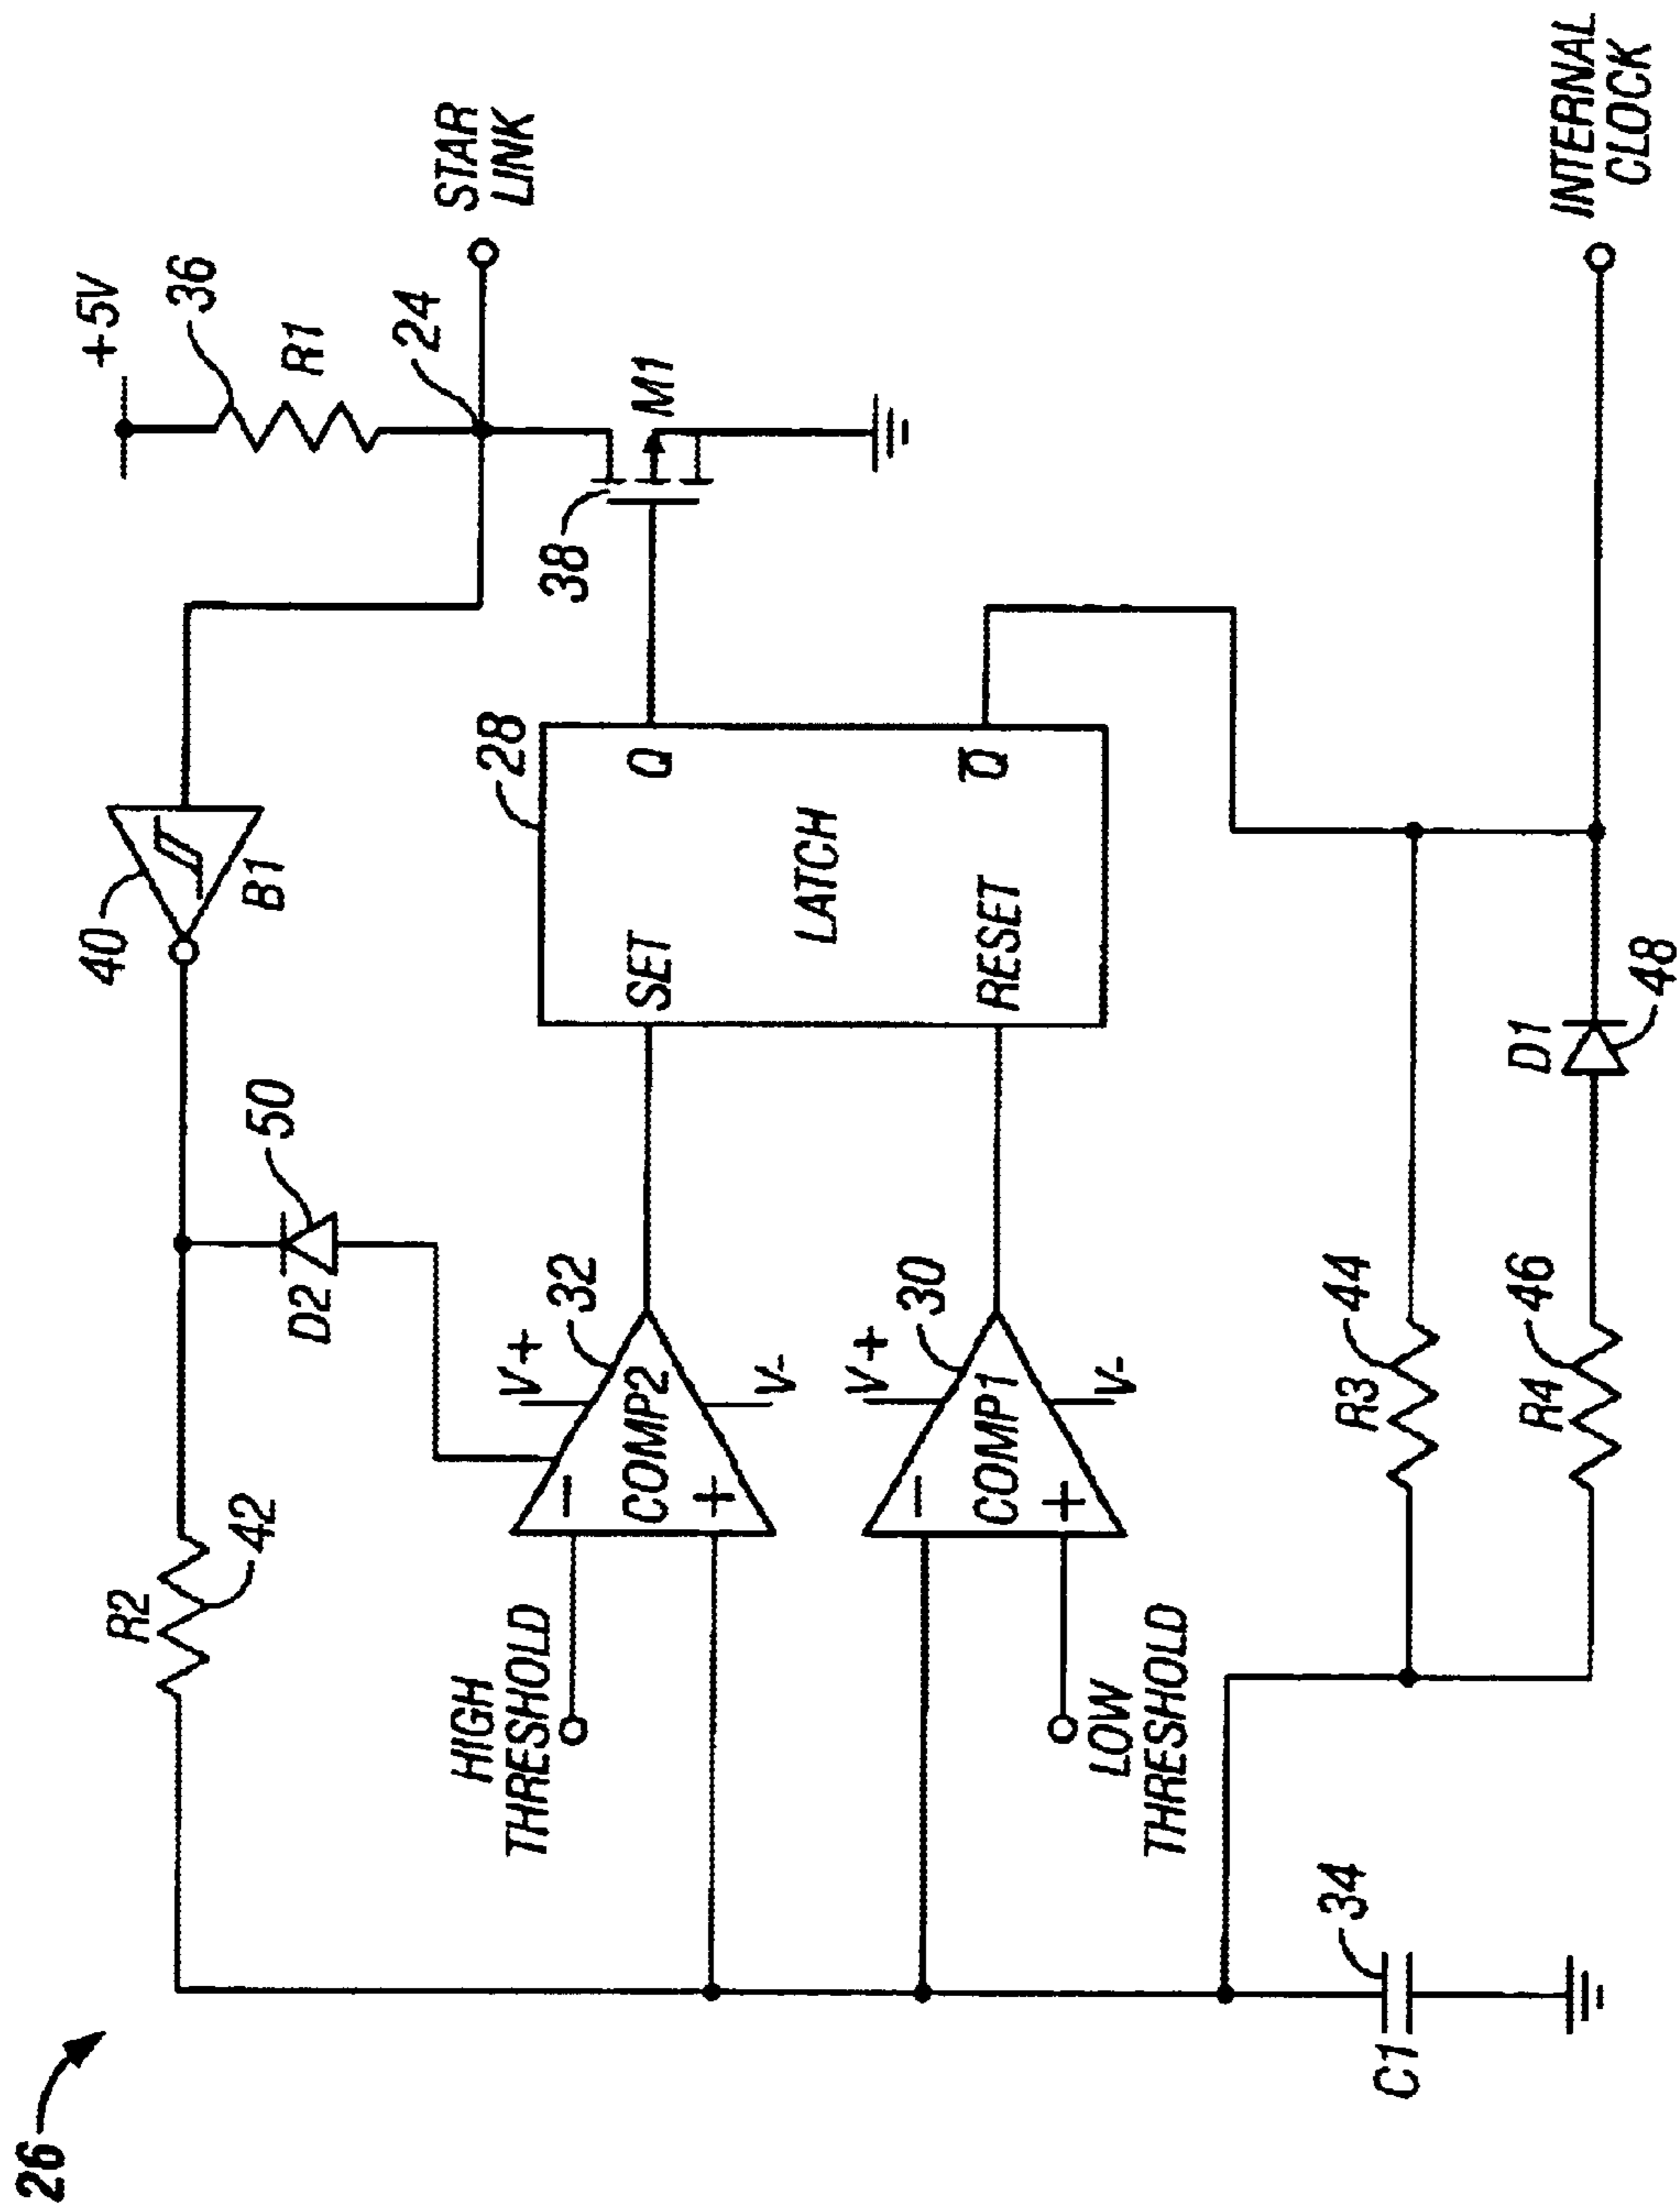 26
+5V
36
R1
STAR
LINK
24
40
B1
R2
42
D2
50
38
M1
28
HIGH
THRESHOLD
V+
32
-
COMP2
+
V-
SET
Q
LATCH
RESET
Q̅
LOW
THRESHOLD
V+
30
-
COMP1
+
V-
34
C1
44
R3
46
R4
D1
48
INTERNAL
CLOCK